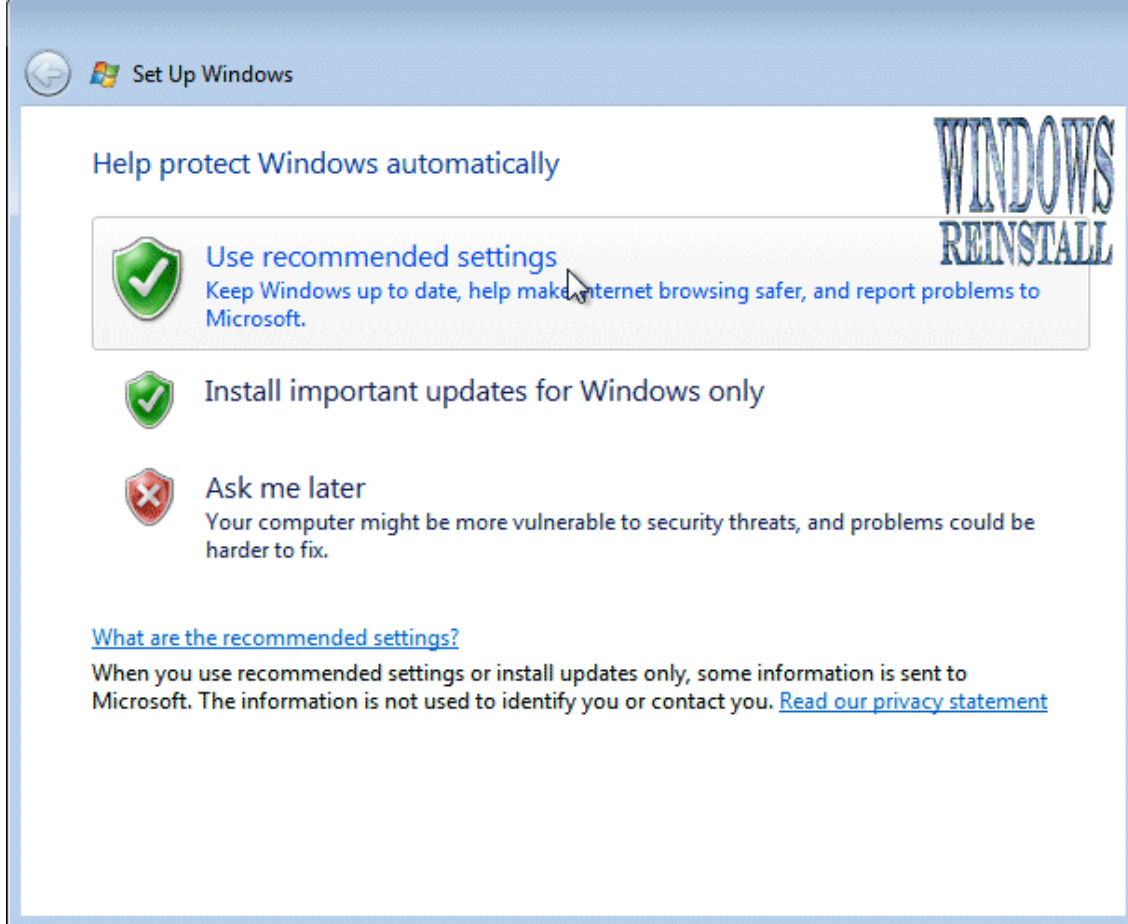 Set Up Windows
WINDOWS
REINSTALL
Help protect Windows automatically
Use recommended settings
Keep Windows up to date, help make internet browsing safer, and report problems to
Microsoft.
Install important updates for Windows only
Ask me later
Your computer might be more vulnerable to security threats, and problems could be
harder to fix.
What are the recommended settings?
When you use recommended settings or install updates only, some information is sent to
Microsoft. The information is not used to identify you or contact you. Read our privacy statement